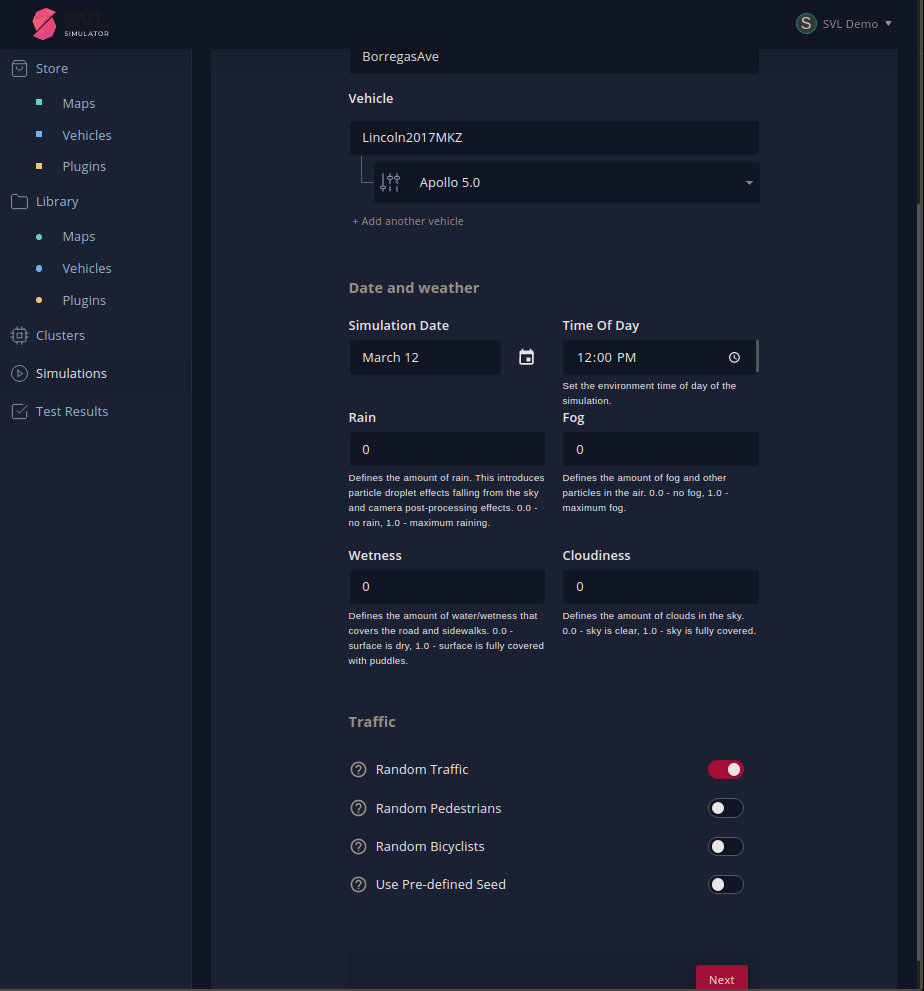 SVL
SIMULATOR
S
SVL Demo
Store
Maps
Vehicles
Plugins
Library
Maps
Vehicles
Plugins
Clusters
Simulations
Test Results
BorregasAve
Vehicle
Lincoln2017MKZ
Apollo 5.0
+ Add another vehicle
Date and weather
Simulation Date
March 12
Time Of Day
12:00 PM
Set the environment time of day of the
simulation.
Rain
0
Defines the amount of rain. This introduces
particle droplet effects falling from the sky
and camera post-processing effects. 0.0 -
no rain, 1.0 - maximum raining.
Fog
0
Defines the amount of fog and other
particles in the air. 0.0 - no fog, 1.0 -
maximum fog.
Wetness
0
Defines the amount of water/wetness that
covers the road and sidewalks. 0.0 -
surface is dry, 1.0 - surface is fully covered
with puddles.
Cloudiness
0
Defines the amount of clouds in the sky.
0.0 - sky is clear, 1.0 - sky is fully covered.
Traffic
? Random Traffic
? Random Pedestrians
? Random Bicyclists
? Use Pre-defined Seed
Next